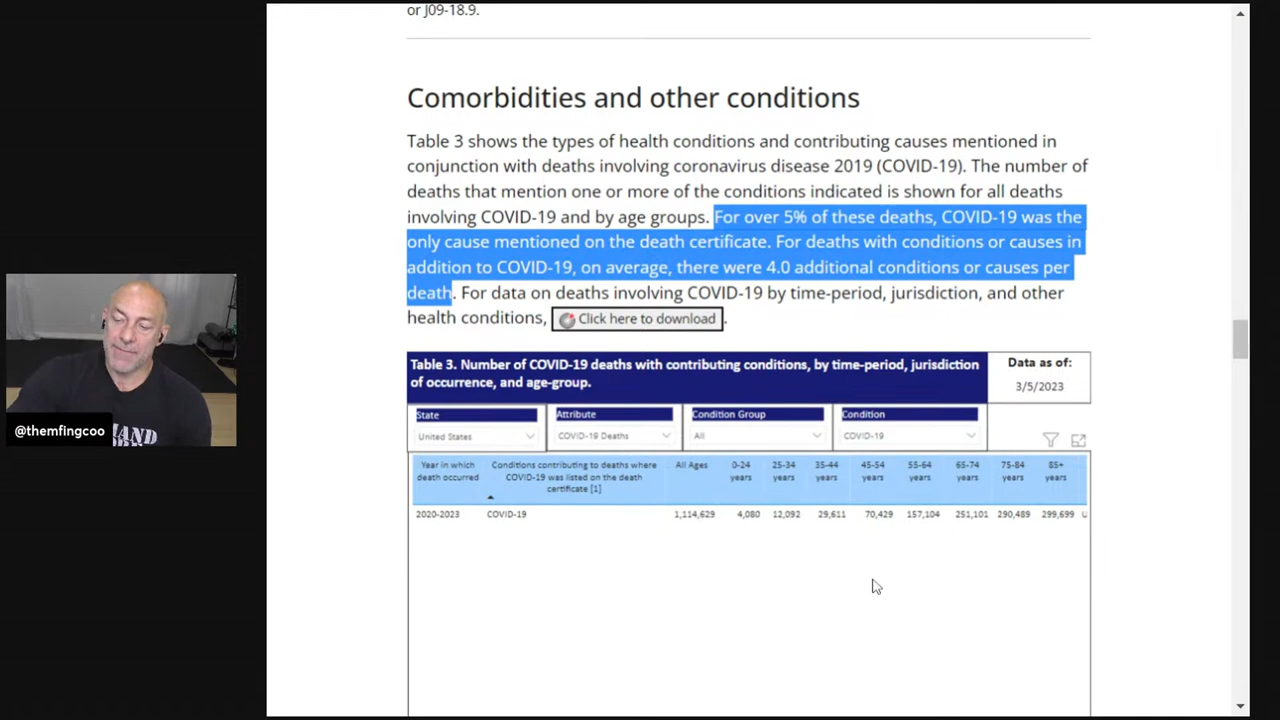 or J09-18.9.
Comorbidities and other conditions
Table 3 shows the types of health conditions and contributing causes mentioned in
conjunction with deaths involving coronavirus disease 2019 (COVID-19). The number of
deaths that mention one or more of the conditions indicated is shown for all deaths
involving COVID-19 and by age groups. For over 5% of these deaths, COVID-19 was the
only cause mentioned on the death certificate. For deaths with conditions or causes in
addition to COVID-19, on average, there were 4.0 additional conditions or causes per
death. For data on deaths involving COVID-19 by time-period, jurisdiction, and other
health conditions, Click here to download.
Table 3. Number of COVID-19 deaths with contributing conditions, by time-period, jurisdiction
of occurrence, and age-group.
Data as of:
3/5/2023
State Attribute Condition Group Condition
United States COVID-19 Deaths All COVID-19
Year in which Conditions contributing to deaths where All Ages 0-24 25-34 35-44 45-54 55-64 65-74 75-84 85+
death occurred COVID-19 was listed on the death years years years years years years years years
certificate [1]
2020-2023 COVID-19 1,114,629 4,080 12,092 29,611 70,429 157,104 251,101 290,489 299,699 U
@themfingcoo
AND